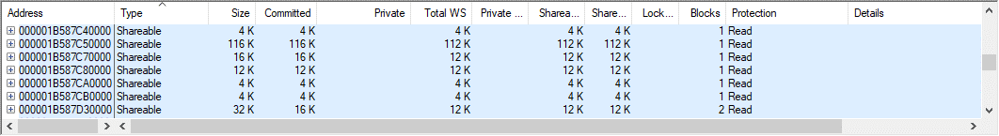 Address Type Size Committed Private Total WS Private ... Sharea... Share... Lock... Blocks Protection Details
000001B587C40000 Shareable 4 K 4 K 4 K 4 K 4 K 1 Read
000001B587C50000 Shareable 116 K 116 K 112 K 112 K 112 K 1 Read
000001B587C70000 Shareable 16 K 16 K 12 K 12 K 12 K 1 Read
000001B587C80000 Shareable 12 K 12 K 12 K 12 K 12 K 1 Read
000001B587CA0000 Shareable 4 K 4 K 4 K 4 K 4 K 1 Read
000001B587CB0000 Shareable 4 K 4 K 4 K 4 K 4 K 1 Read
000001B587D30000 Shareable 32 K 16 K 12 K 12 K 12 K 2 Read